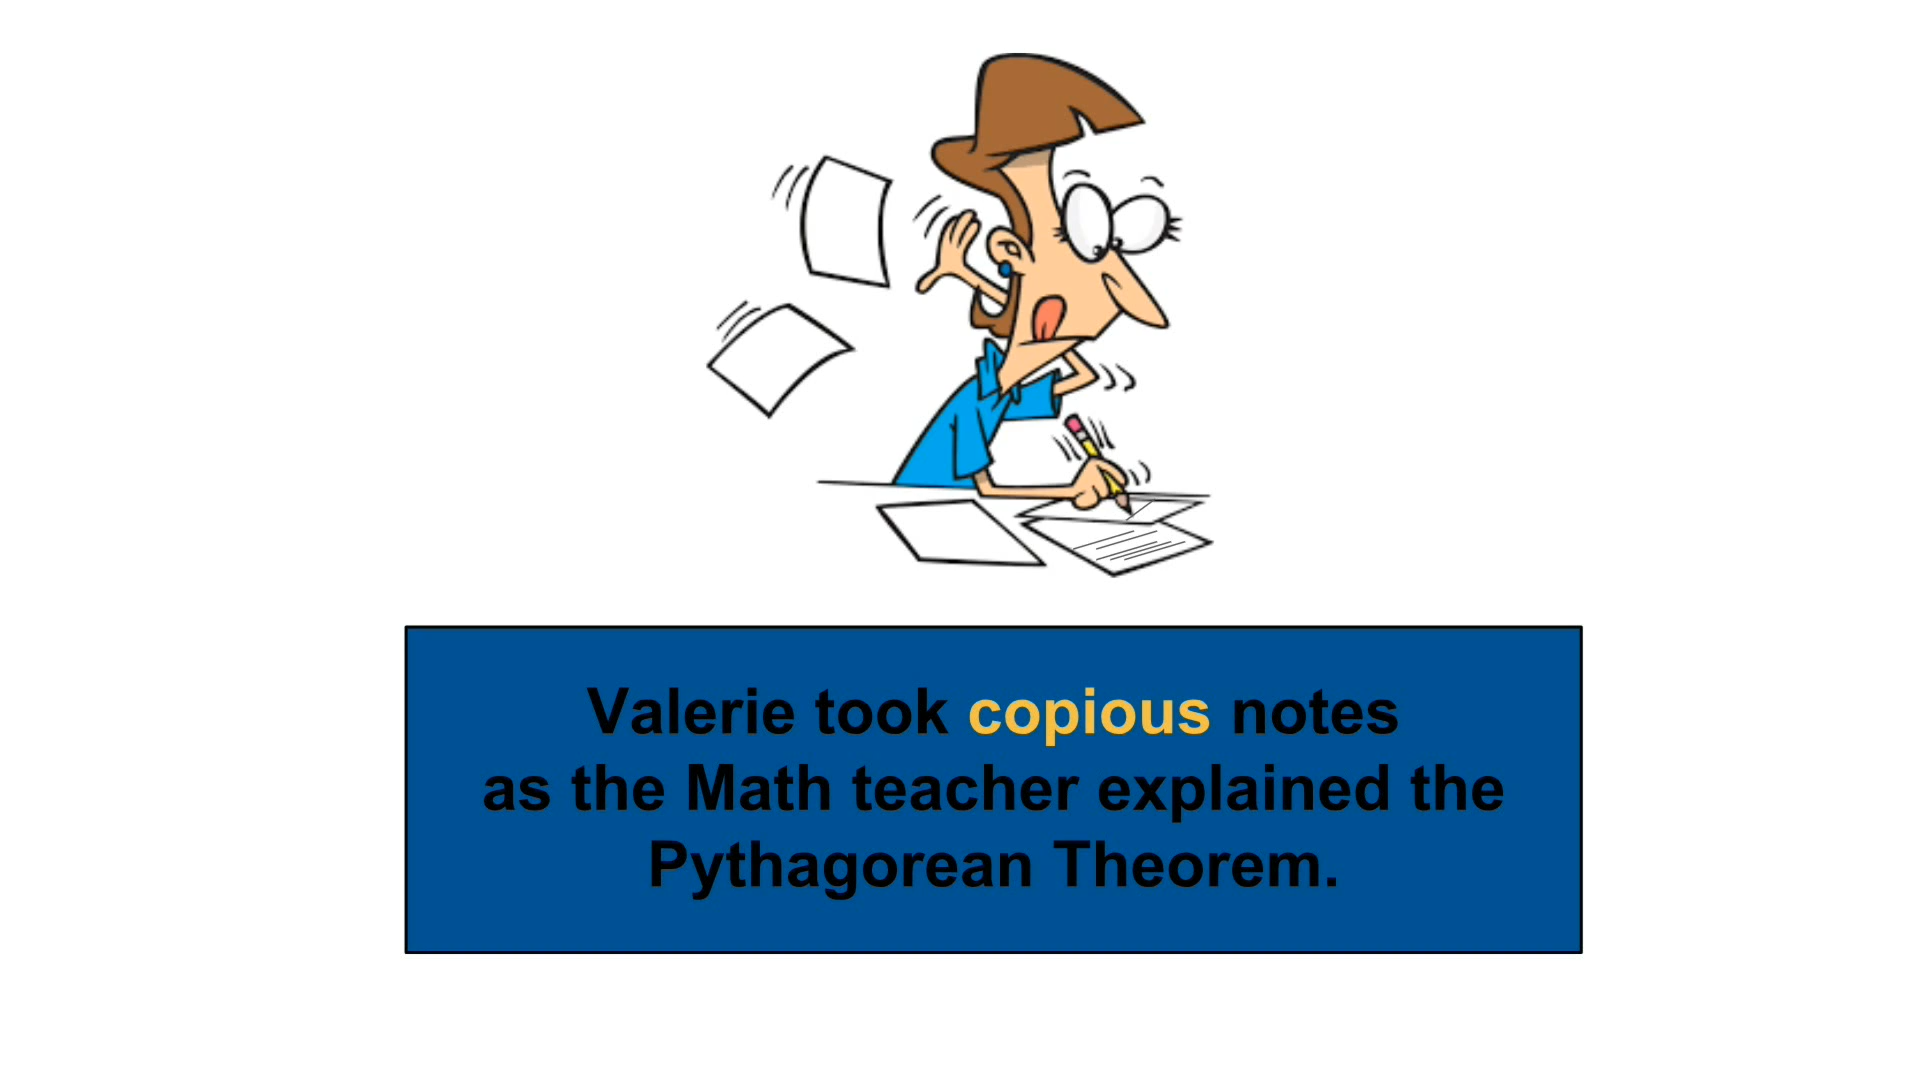 Valerie took copious notes
as the Math teacher explained the
Pythagorean Theorem.